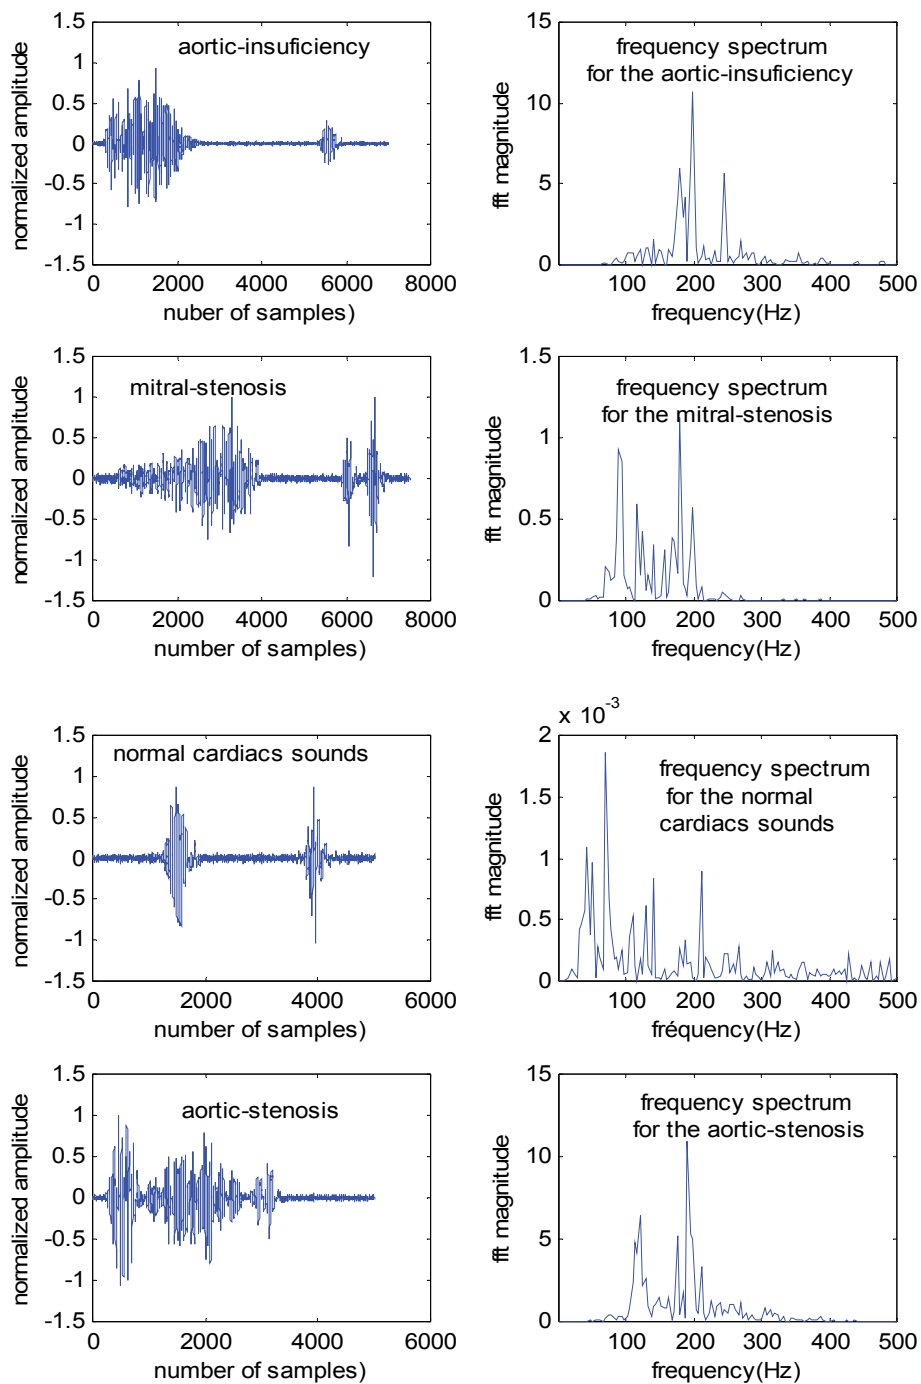 1.5
1
0.5
0
-0.5
-1
-1.5
normalized amplitude
aortic-insuficiency
0 2000 4000 6000 8000
nuber of samples)
15
10
5
0
fft magnitude
frequency spectrum
for the aortic-insuficiency
100 200 300 400 500
frequency(Hz)
1.5
1
0.5
0
-0.5
-1
-1.5
normalized amplitude
mitral-stenosis
0 2000 4000 6000 8000
number of samples)
1.5
1
0.5
0
fft magnitude
frequency spectrum
for the mitral-stenosis
100 200 300 400 500
frequency(Hz)
1.5
1
0.5
0
-0.5
-1
-1.5
normalized amplitude
normal cardiacs sounds
0 2000 4000 6000
number of samples)
x 10^-3
2
1.5
1
0.5
0
fft magnitude
frequency spectrum
for the normal
cardiacs sounds
100 200 300 400 500
fréquency(Hz)
1.5
1
0.5
0
-0.5
-1
-1.5
normalized amplitude
aortic-stenosis
0 2000 4000 6000
number of samples)
15
10
5
0
fft magnitude
frequency spectrum
for the aortic-stenosis
100 200 300 400 500
frequency(Hz)